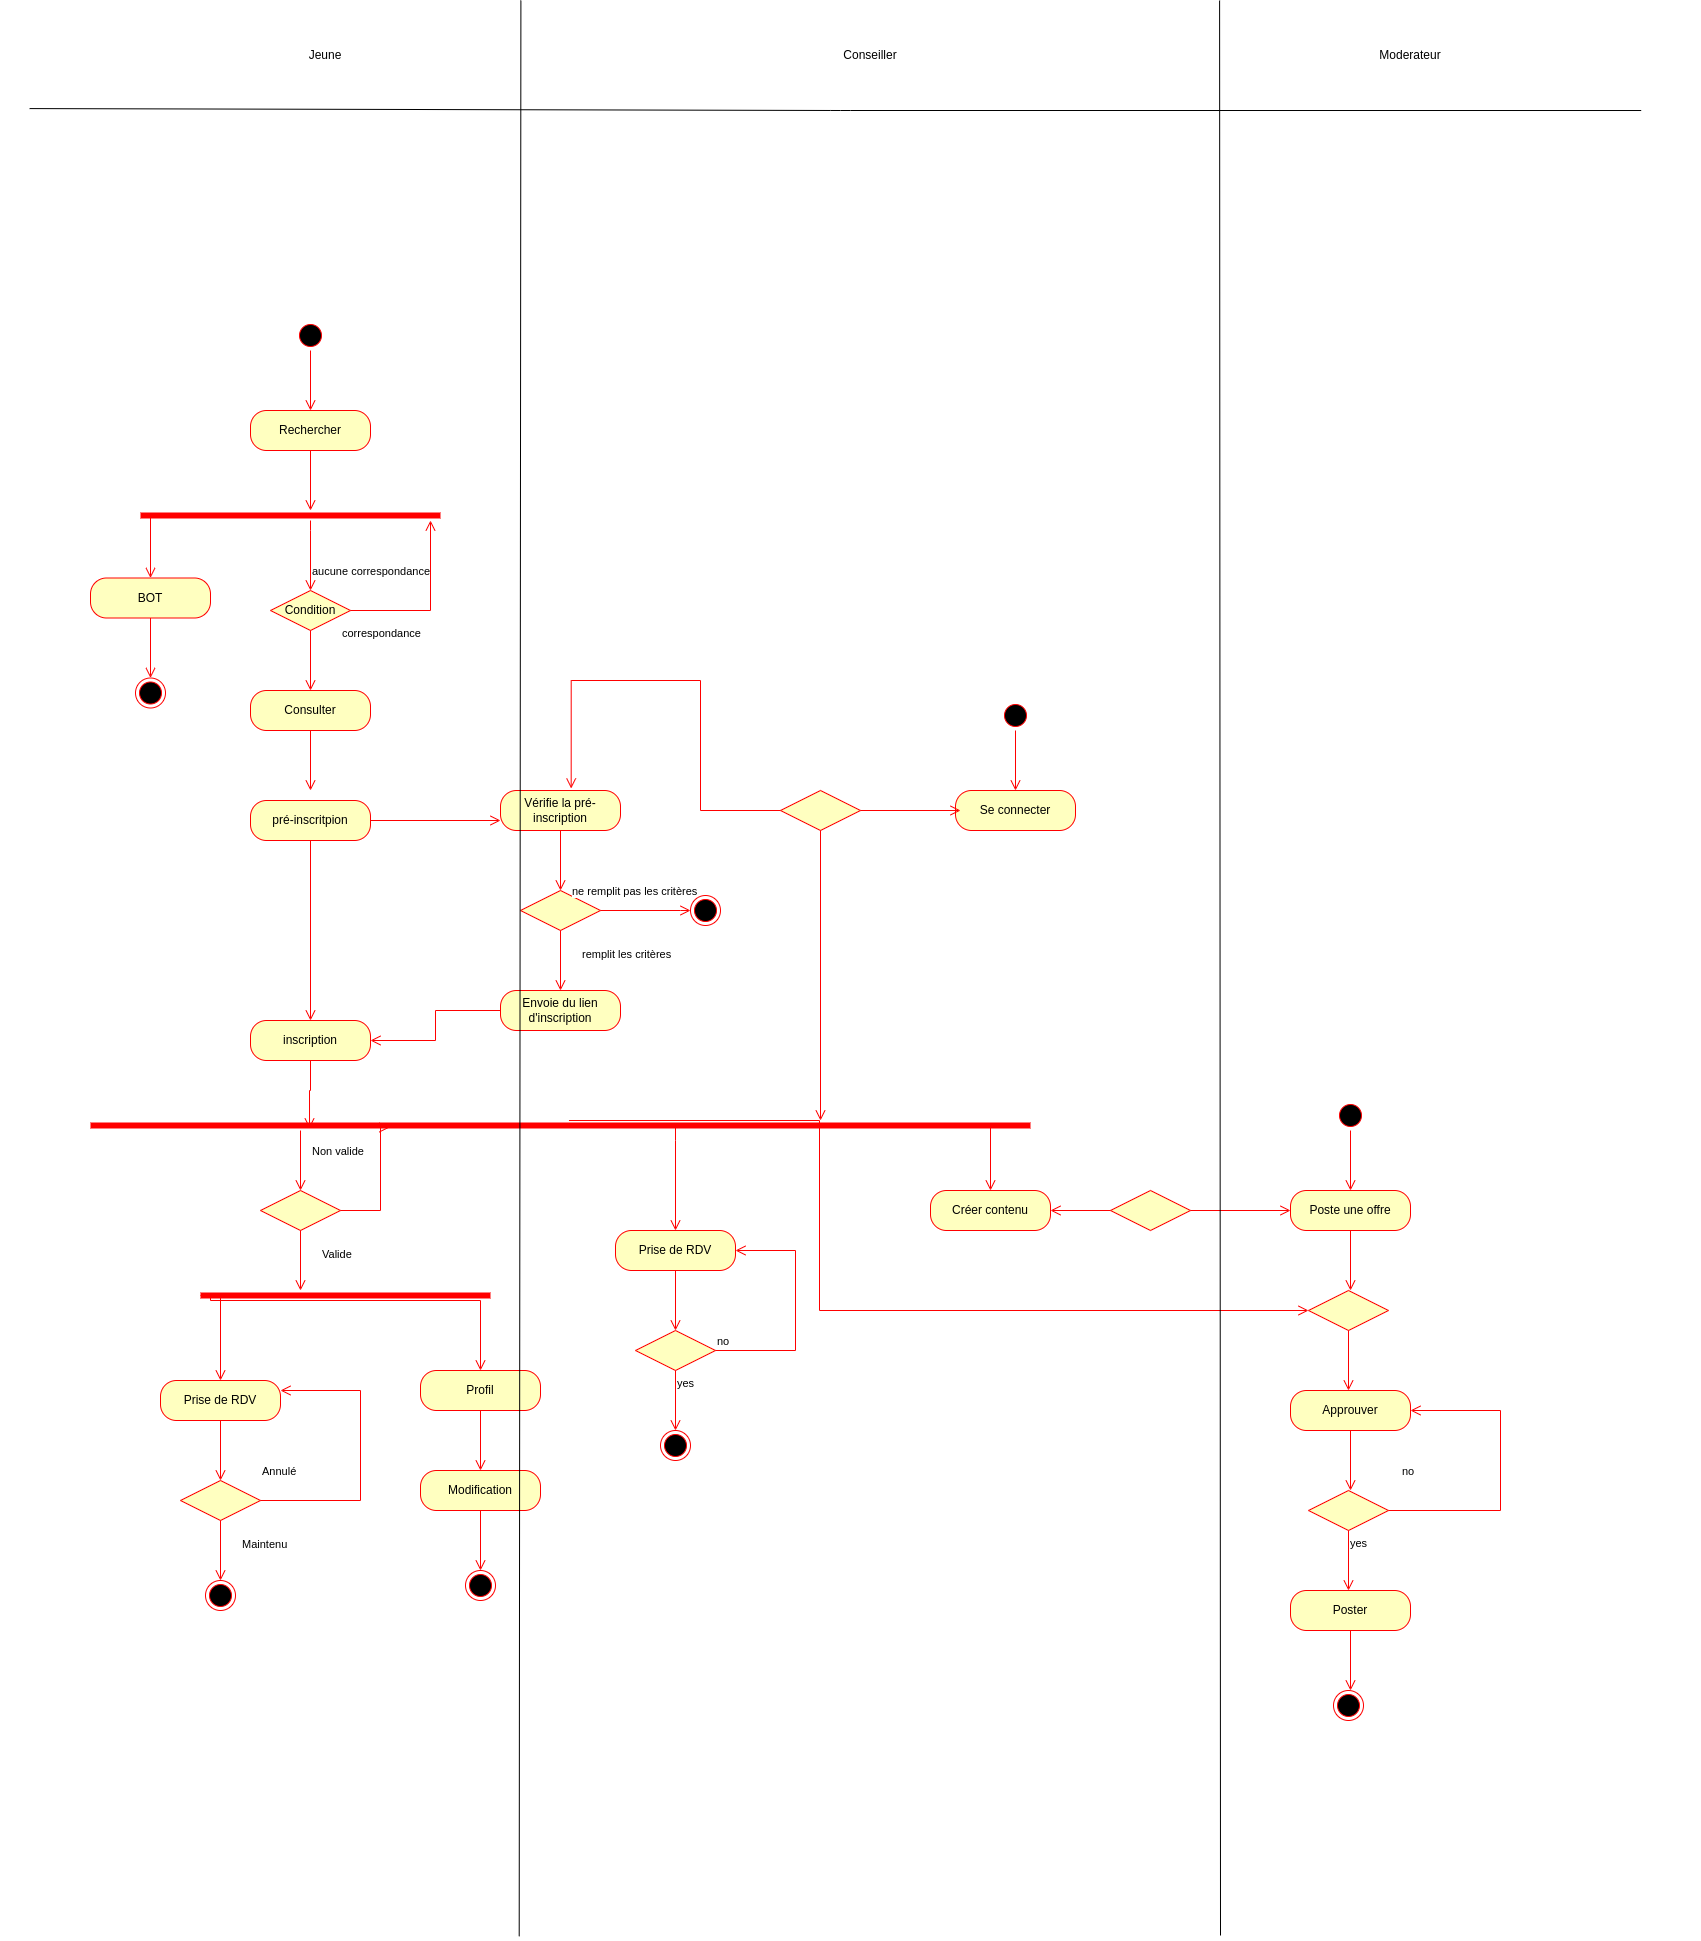 Jeune
Conseiller
Moderateur
Rechercher
aucune correspondance
BOT
Condition
correspondance
Consulter
pré-inscritpion
Vérifie la pré-
inscription
Se connecter
ne remplit pas les critères
remplit les critères
Envoie du lien
d'inscription
inscription
Non valide
Valide
Créer contenu
Poste une offre
Prise de RDV
no
yes
Prise de RDV
Profil
Approuver
Annulé
no
Modification
Maintenu
yes
Poster